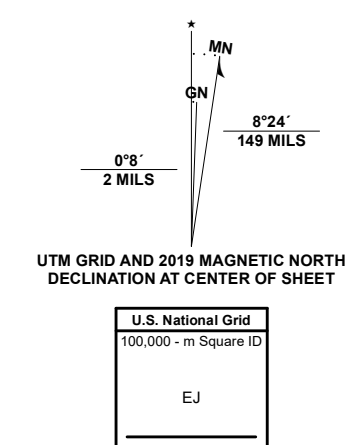 ★
MN
GN
8°24´
149 MILS
0°8´
2 MILS
UTM GRID AND 2019 MAGNETIC NORTH
DECLINATION AT CENTER OF SHEET
U.S. National Grid
100,000 - m Square ID
EJ